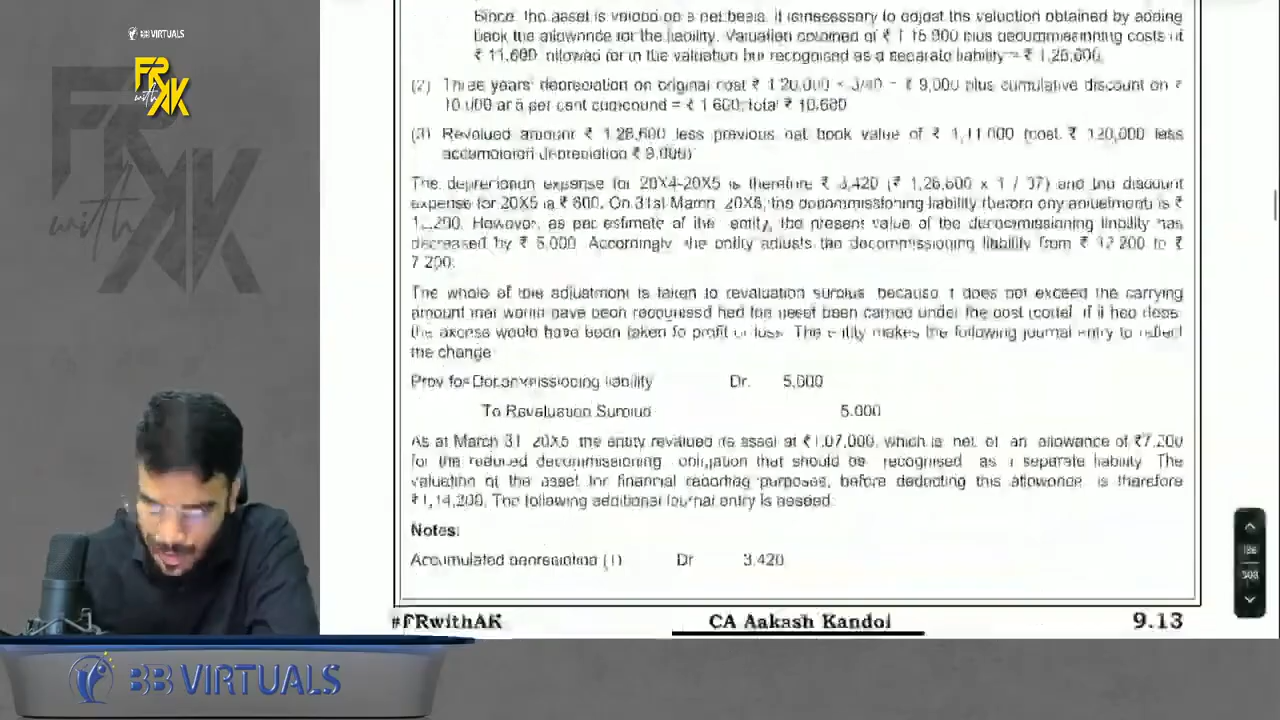 BB VIRTUALS
FR
with
AK
FR
with
AK
Since, the asset is valued on a net basis, it is necessary to adjust the valuation obtained by adding
back the allowance for the liability. Valuation obtained of ₹ 1,15,000 plus decommissioning costs of
₹ 11,600 allowed for in the valuation but recognised as a separate liability = ₹ 1,26,600.
(2) Three years' depreciation on original cost ₹ 1,20,000 × 3/40 = ₹ 9,000 plus cumulative discount on ₹
10,000 at 5 per cent compound = ₹ 1,600; total ₹ 10,600
(3) Revalued amount ₹ 1,26,600 less previous net book value of ₹ 1,11,000 (cost ₹ 120,000 less
accumulated depreciation ₹ 9,000)
The depreciation expense for 20X4-20X5 is therefore ₹ 3,420 (₹ 1,26,600 x 1 / 37) and the discount
expense for 20X5 is ₹ 600. On 31st March 20X5, the decommissioning liability (before any adjustment) is ₹
12,200. However, as per estimate of the entity, the present value of the decommissioning liability has
decreased by ₹ 5,000. Accordingly, the entity adjusts the decommissioning liability from ₹ 12,200 to ₹
7,200.
The whole of this adjustment is taken to revaluation surplus because it does not exceed the carrying
amount that would have been recognised had the asset been carried under the cost model. If it had done,
the excess would have been taken to profit or loss. The entity makes the following journal entry to reflect
the change
Prov for Decommissioning liability Dr. 5,000
To Revaluation Surplus 5,000
As at March 31 20X5, the entity revalued its asset at ₹1,07,000, which is net of an allowance of ₹7,200
for the reduced decommissioning obligation that should be recognised as a separate liability. The
valuation of the asset for financial reporting purposes, before deducting this allowance, is therefore
₹1,14,200. The following additional journal entry is needed
Notes:
Accumulated depreciation (1) Dr 3,420
#FRwithAK CA Aakash Kandoi 9.13
186
303
BB VIRTUALS